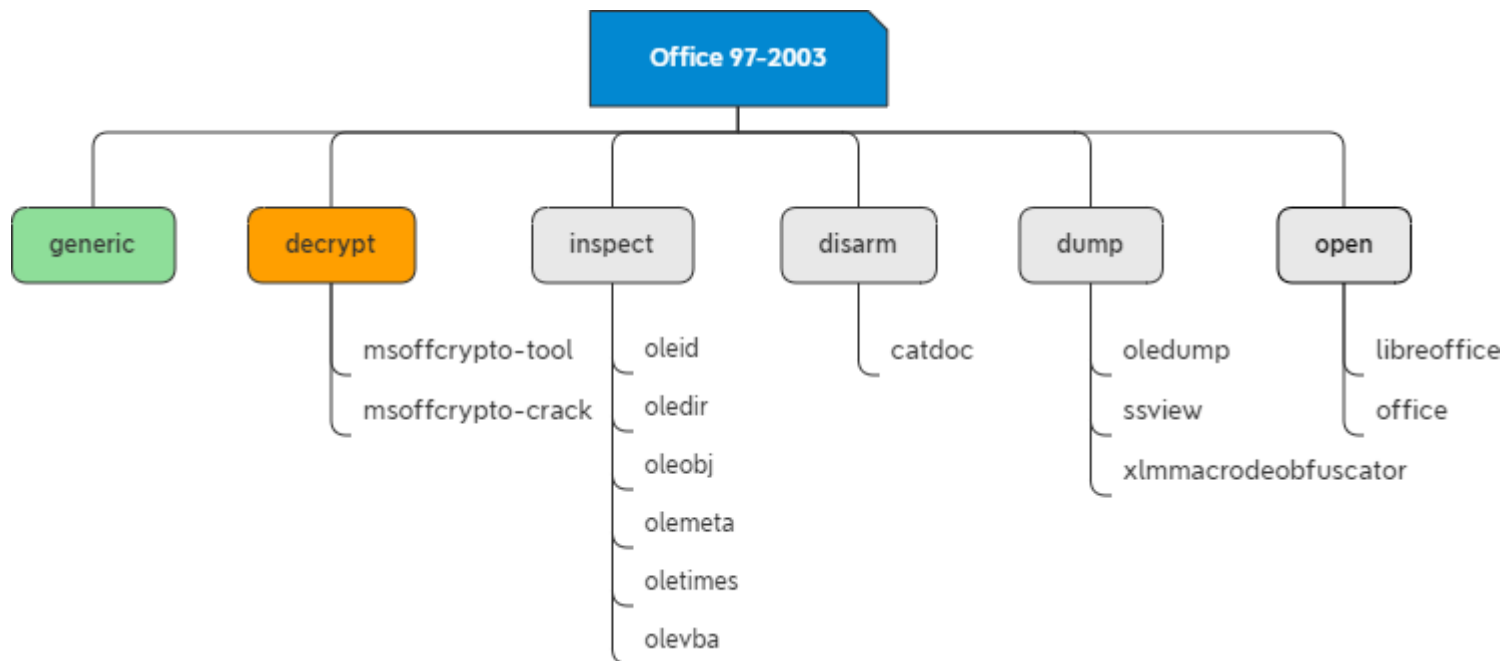 Office 97-2003
generic
decrypt
inspect
disarm
dump
open
msoffcrypto-tool
msoffcrypto-crack
oleid
oledir
oleobj
olemeta
oletimes
olevba
catdoc
oledump
ssview
xlmmacrodeobfuscator
libreoffice
office